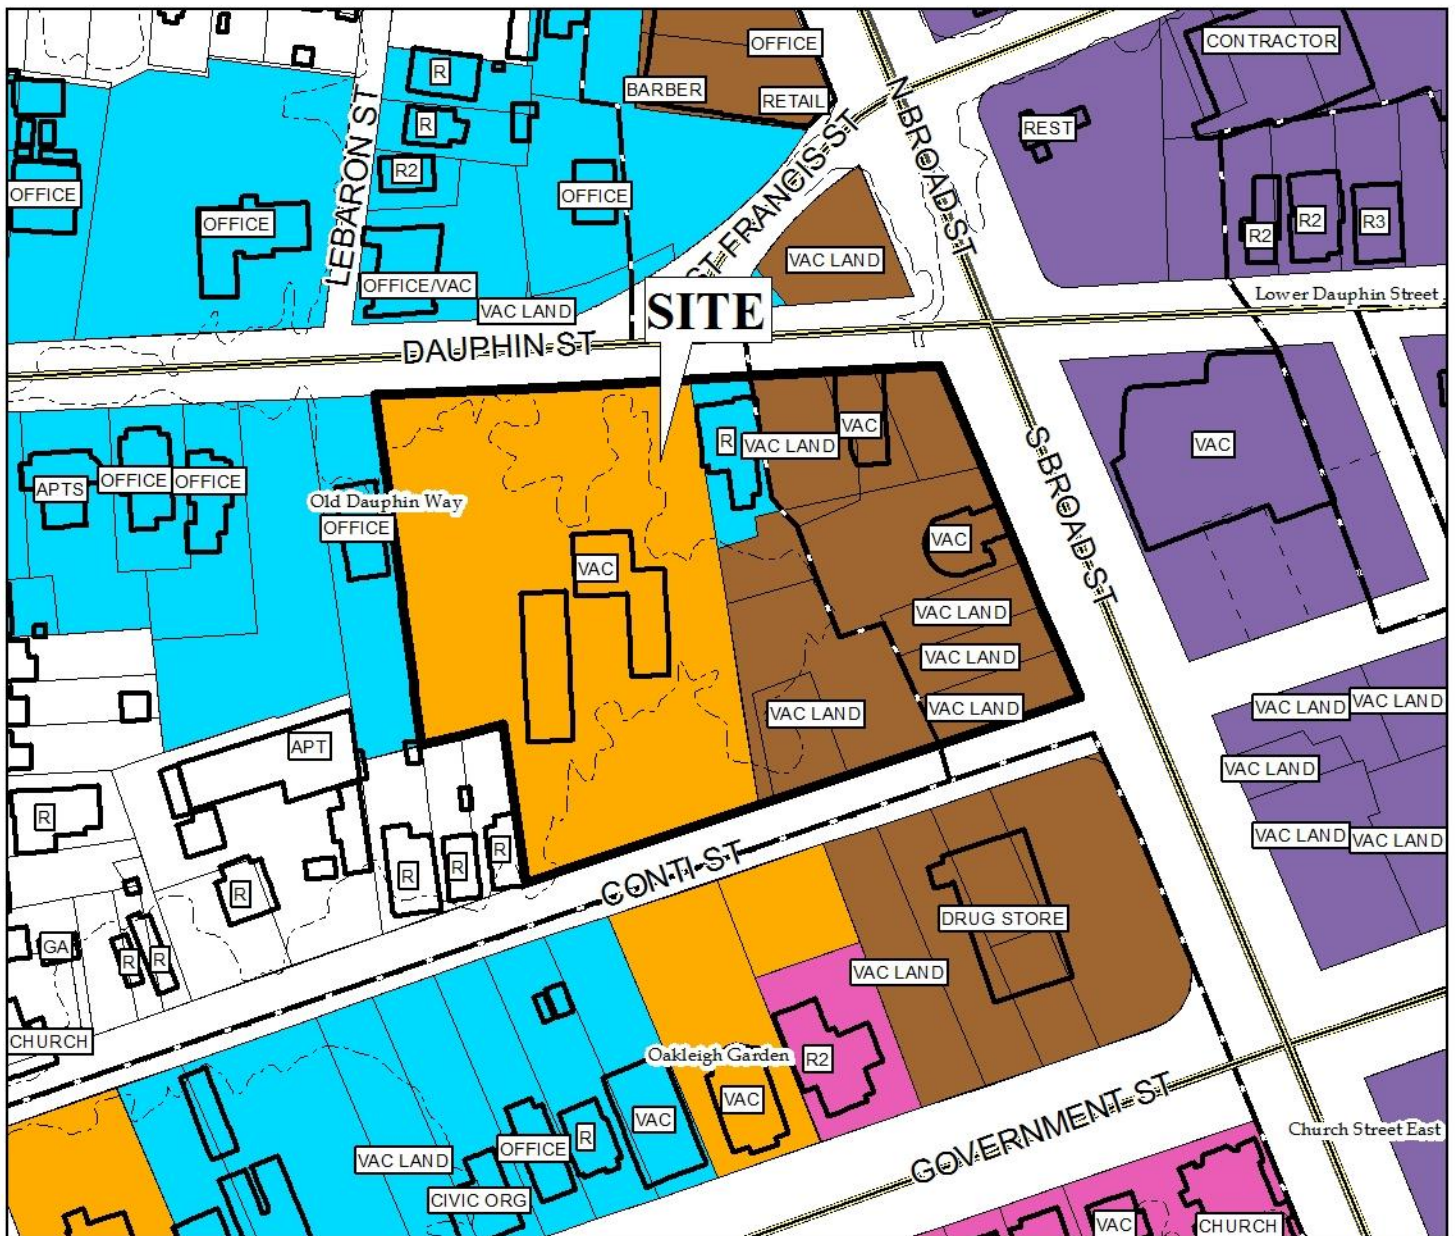 OFFICE
CONTRACTOR
R
BARBER
RETAIL
N BROAD ST
R
REST
R2
LEBARON ST
ST FRANCIS ST
OFFICE
OFFICE
OFFICE
R2
R2
R3
VAC LAND
OFFICE/VAC
VAC LAND
SITE
Lower Dauphin Street
DAUPHIN ST
VAC
R
VAC LAND
VAC
S BROAD ST
APTS
OFFICE
OFFICE
Old Dauphin Way
OFFICE
VAC
VAC
VAC LAND
VAC LAND
VAC LAND
VAC LAND
VAC LAND
VAC LAND
APT
VAC LAND
R
R
R
R
CONTI ST
VAC LAND
VAC LAND
R
DRUG STORE
GA
R
R
VAC LAND
CHURCH
Oakleigh Garden
R2
VAC
GOVERNMENT ST
VAC
Church Street East
R
OFFICE
VAC LAND
CIVIC ORG
VAC
CHURCH